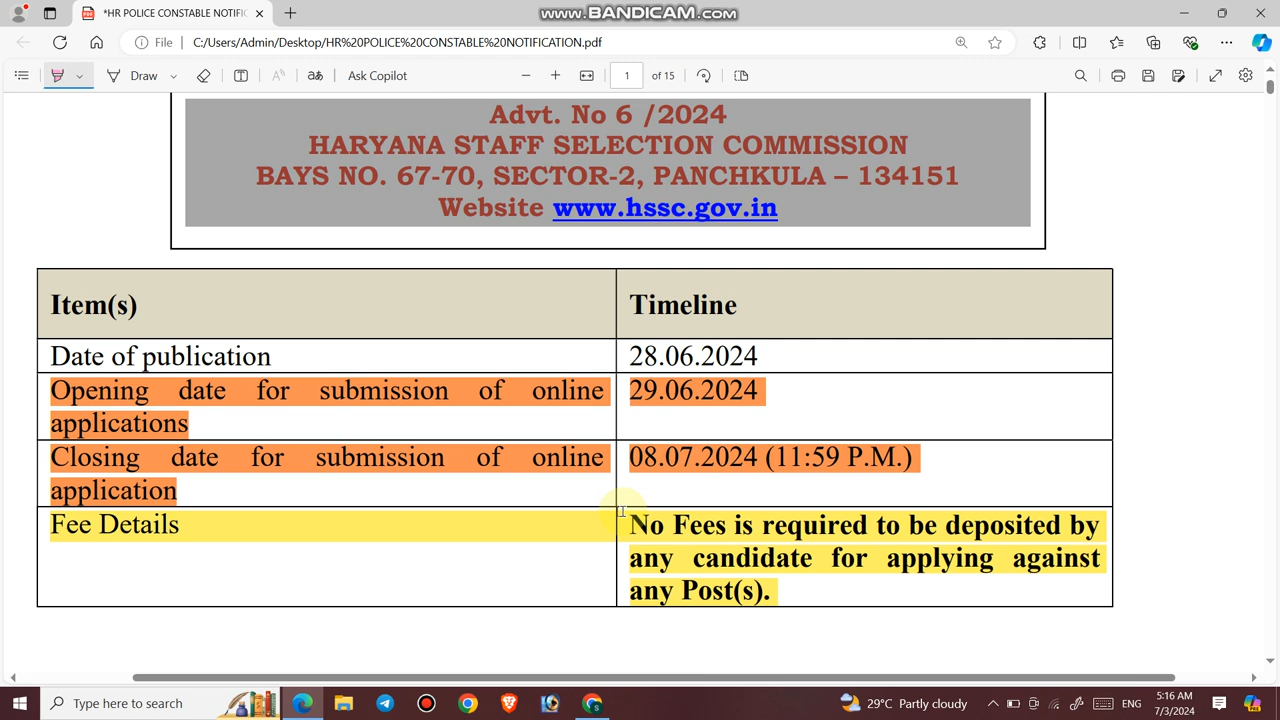 www.BANDICAM.com
*HR POLICE CONSTABLE NOTIFIC
File
C:/Users/Admin/Desktop/HR%20POLICE%20CONSTABLE%20NOTIFICATION.pdf
Draw
Ask Copilot
1 of 15
Advt. No 6 /2024
HARYANA STAFF SELECTION COMMISSION
BAYS NO. 67-70, SECTOR-2, PANCHKULA – 134151
Website www.hssc.gov.in
Item(s) Timeline
Date of publication 28.06.2024
Opening date for submission of online 29.06.2024
applications
Closing date for submission of online 08.07.2024 (11:59 P.M.)
application
Fee Details No Fees is required to be deposited by
any candidate for applying against
any Post(s).
Type here to search
29°C Partly cloudy
ENG
5:16 AM
7/3/2024